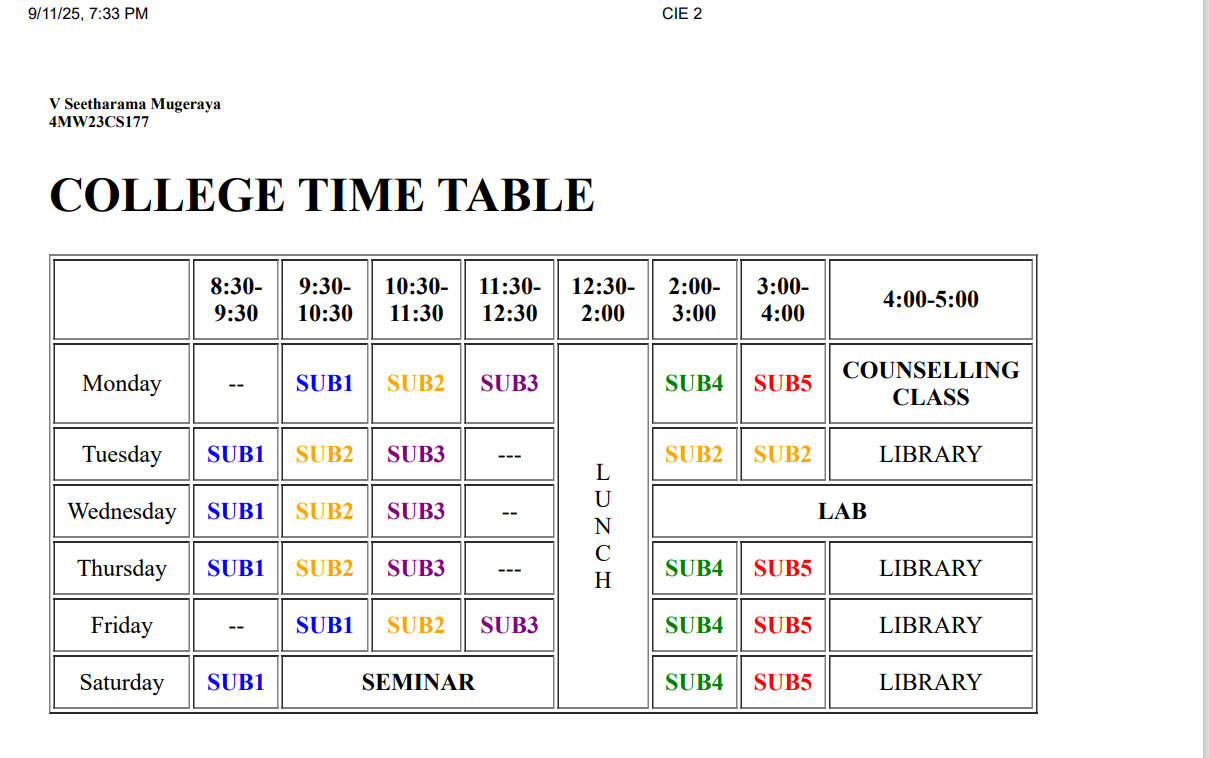 9/11/25, 7:33 PM CIE 2
V Seetharama Mugeraya
4MW23CS177
COLLEGE TIME TABLE
8:30-9:30 9:30-10:30 10:30-11:30 11:30-12:30 12:30-2:00 2:00-3:00 3:00-4:00 4:00-5:00
Monday -- SUB1 SUB2 SUB3 LUNCH SUB4 SUB5 COUNSELLING CLASS
Tuesday SUB1 SUB2 SUB3 --- SUB2 SUB2 LIBRARY
Wednesday SUB1 SUB2 SUB3 -- LAB
Thursday SUB1 SUB2 SUB3 --- SUB4 SUB5 LIBRARY
Friday -- SUB1 SUB2 SUB3 SUB4 SUB5 LIBRARY
Saturday SUB1 SEMINAR SUB4 SUB5 LIBRARY